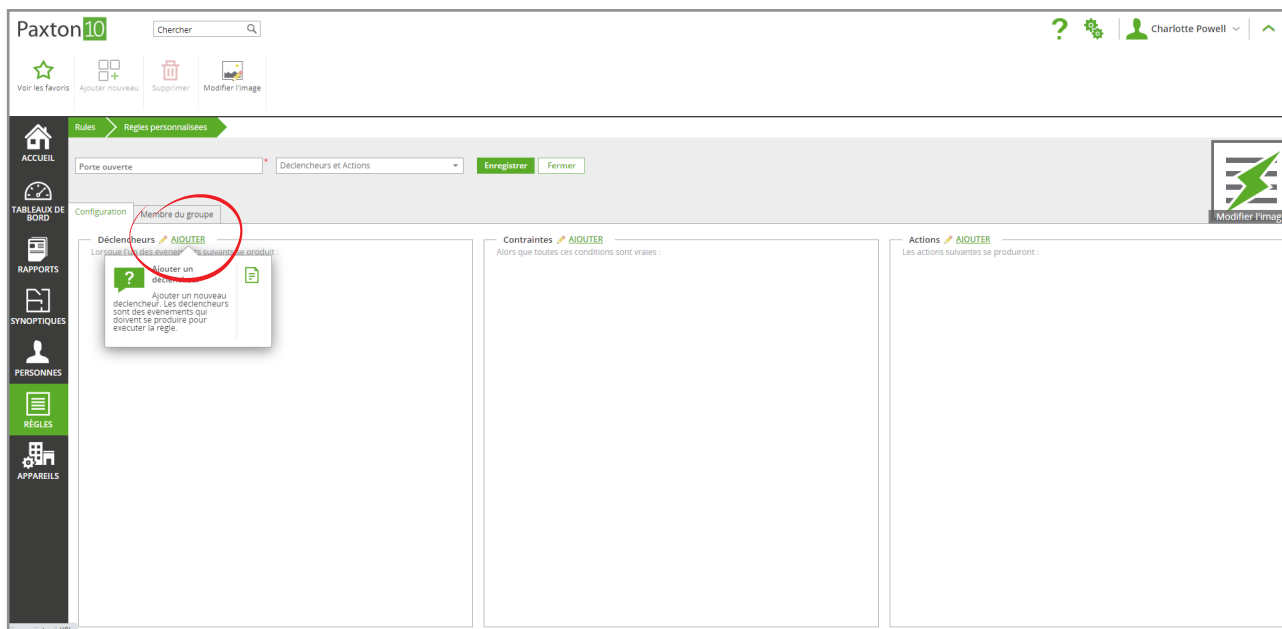 Paxton10
Chercher
Charlotte Powell
Voir les favoris
Ajouter nouveau
Supprimer
Modifier l'image
Rules
Règles personnalisées
ACCUEIL
TABLEAUX DE
BORD
RAPPORTS
SYNOPTIQUES
PERSONNES
RÈGLES
APPAREILS
Porte ouverte
*
Déclencheurs et Actions
Enregistrer
Fermer
Modifier l'imag
Configuration
Membre du groupe
Déclencheurs AJOUTER
Lorsque l'un des événements suivants se produit :
?
Ajouter un
déclencheur
Ajouter un nouveau
déclencheur. Les déclencheurs
sont des événements qui
doivent se produire pour
exécuter la règle.
Contraintes AJOUTER
Alors que toutes ces conditions sont vraies :
Actions AJOUTER
Les actions suivantes se produiront :